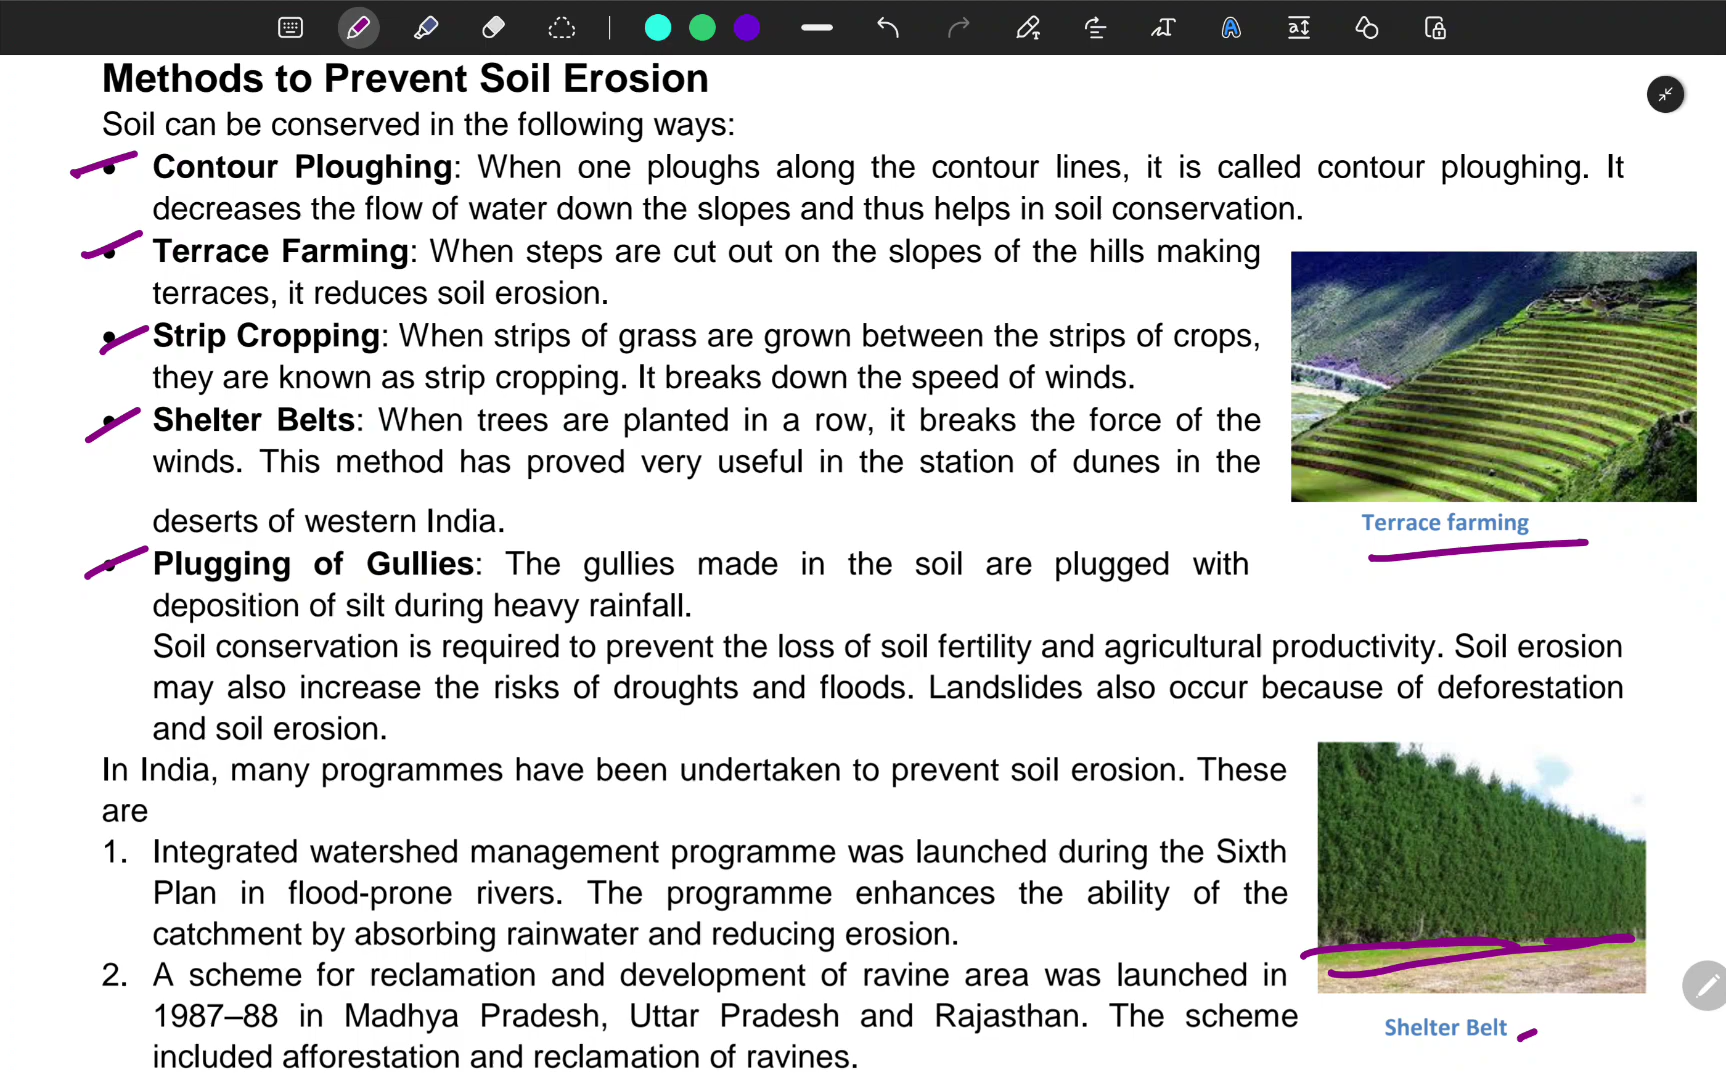 Methods to Prevent Soil Erosion
Soil can be conserved in the following ways:
• Contour Ploughing: When one ploughs along the contour lines, it is called contour ploughing. It
decreases the flow of water down the slopes and thus helps in soil conservation.
• Terrace Farming: When steps are cut out on the slopes of the hills making
terraces, it reduces soil erosion.
• Strip Cropping: When strips of grass are grown between the strips of crops,
they are known as strip cropping. It breaks down the speed of winds.
• Shelter Belts: When trees are planted in a row, it breaks the force of the
winds. This method has proved very useful in the station of dunes in the
deserts of western India.
Terrace farming
• Plugging of Gullies: The gullies made in the soil are plugged with
deposition of silt during heavy rainfall.
Soil conservation is required to prevent the loss of soil fertility and agricultural productivity. Soil erosion
may also increase the risks of droughts and floods. Landslides also occur because of deforestation
and soil erosion.
In India, many programmes have been undertaken to prevent soil erosion. These
are
1. Integrated watershed management programme was launched during the Sixth
Plan in flood-prone rivers. The programme enhances the ability of the
catchment by absorbing rainwater and reducing erosion.
2. A scheme for reclamation and development of ravine area was launched in
1987–88 in Madhya Pradesh, Uttar Pradesh and Rajasthan. The scheme
included afforestation and reclamation of ravines.
Shelter Belt